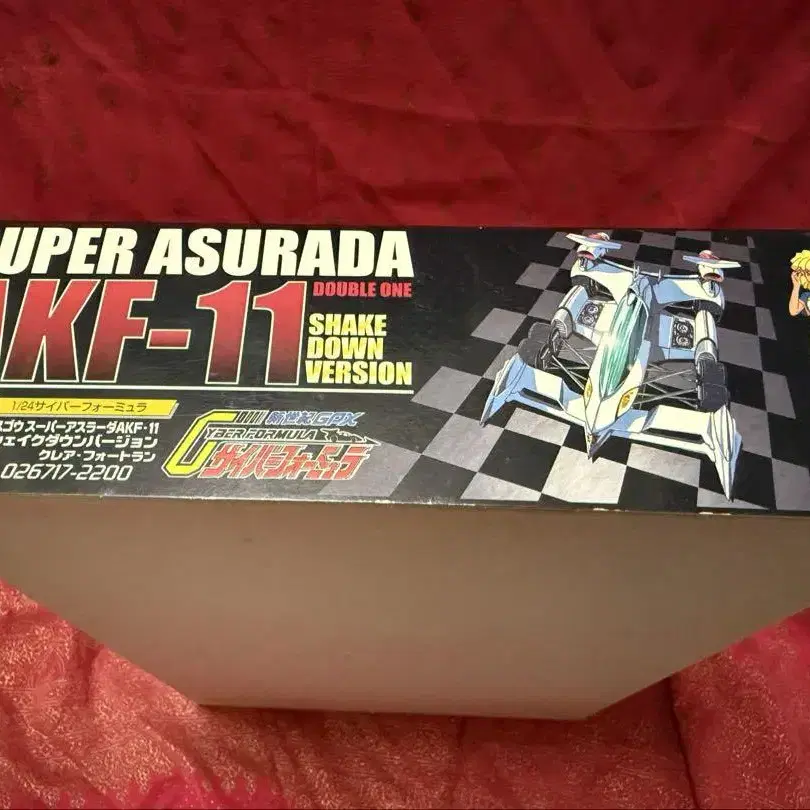 UPER ASURADA
AKF-11
DOUBLE ONE
SHAKE
DOWN
VERSION
1/24サイバーフォーミュラ
スゴウ スーパーアスラーダAKF・11
シェイクダウンバージョン
クレア・フォートラン
026717-2200
新世紀GPX
CYBER FORMULA
サイバーフォーミュラ